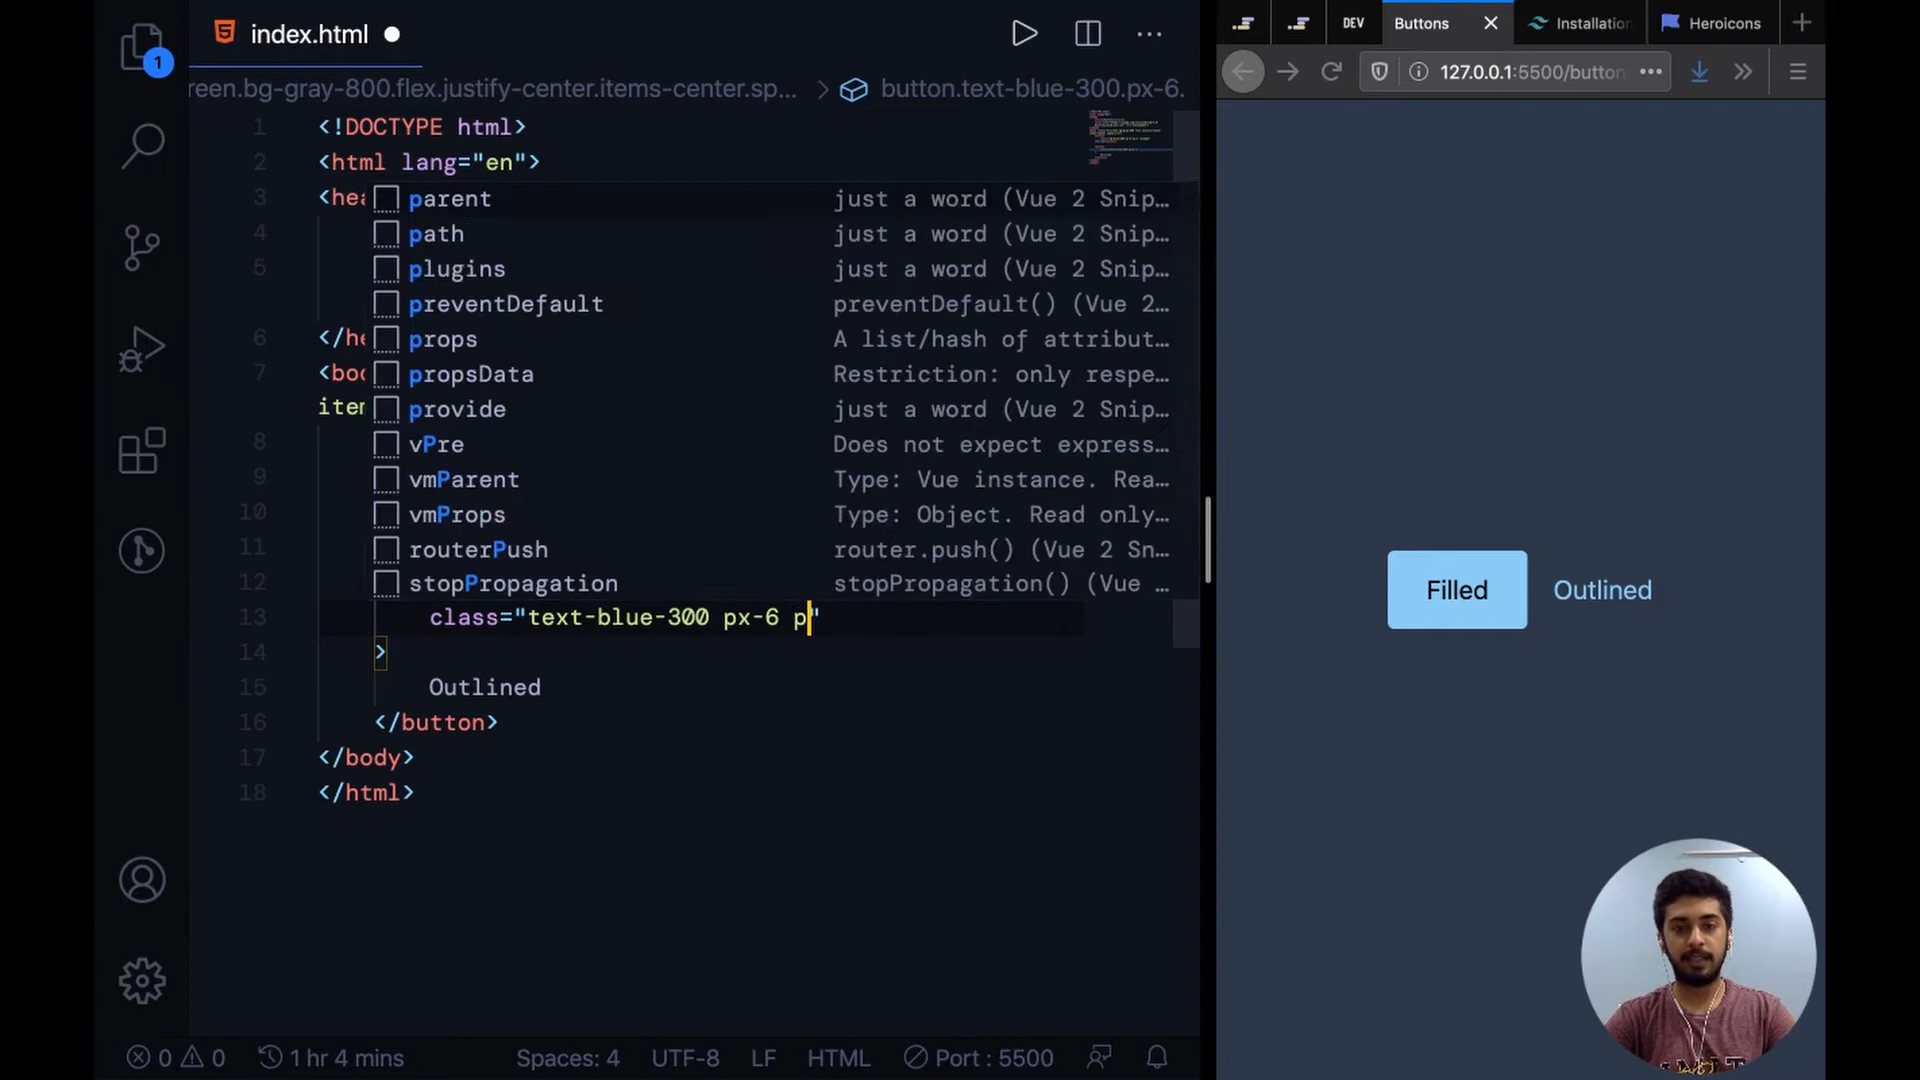 index.html
1
reen.bg-gray-800.flex.justify-center.items-center.sp... > button.text-blue-300.px-6.
1 <!DOCTYPE html>
2 <html lang="en">
3 <hea
parent just a word (Vue 2 Snip…
4
path just a word (Vue 2 Snip…
5
plugins just a word (Vue 2 Snip…
preventDefault preventDefault() (Vue 2…
6 </he
props A list/hash of attribut…
7 <bod
propsData Restriction: only respe…
item
provide just a word (Vue 2 Snip…
8
vPre Does not expect express…
9
vmParent Type: Vue instance. Rea…
10
vmProps Type: Object. Read only…
11
routerPush router.push() (Vue 2 Sn…
12
stopPropagation stopPropagation() (Vue …
13 class="text-blue-300 px-6 p"
14 >
15 Outlined
16 </button>
17 </body>
18 </html>
0 0 1 hr 4 mins Spaces: 4 UTF-8 LF HTML Port : 5500
DEV Buttons Installation Heroicons
127.0.0.1:5500/button
Filled Outlined